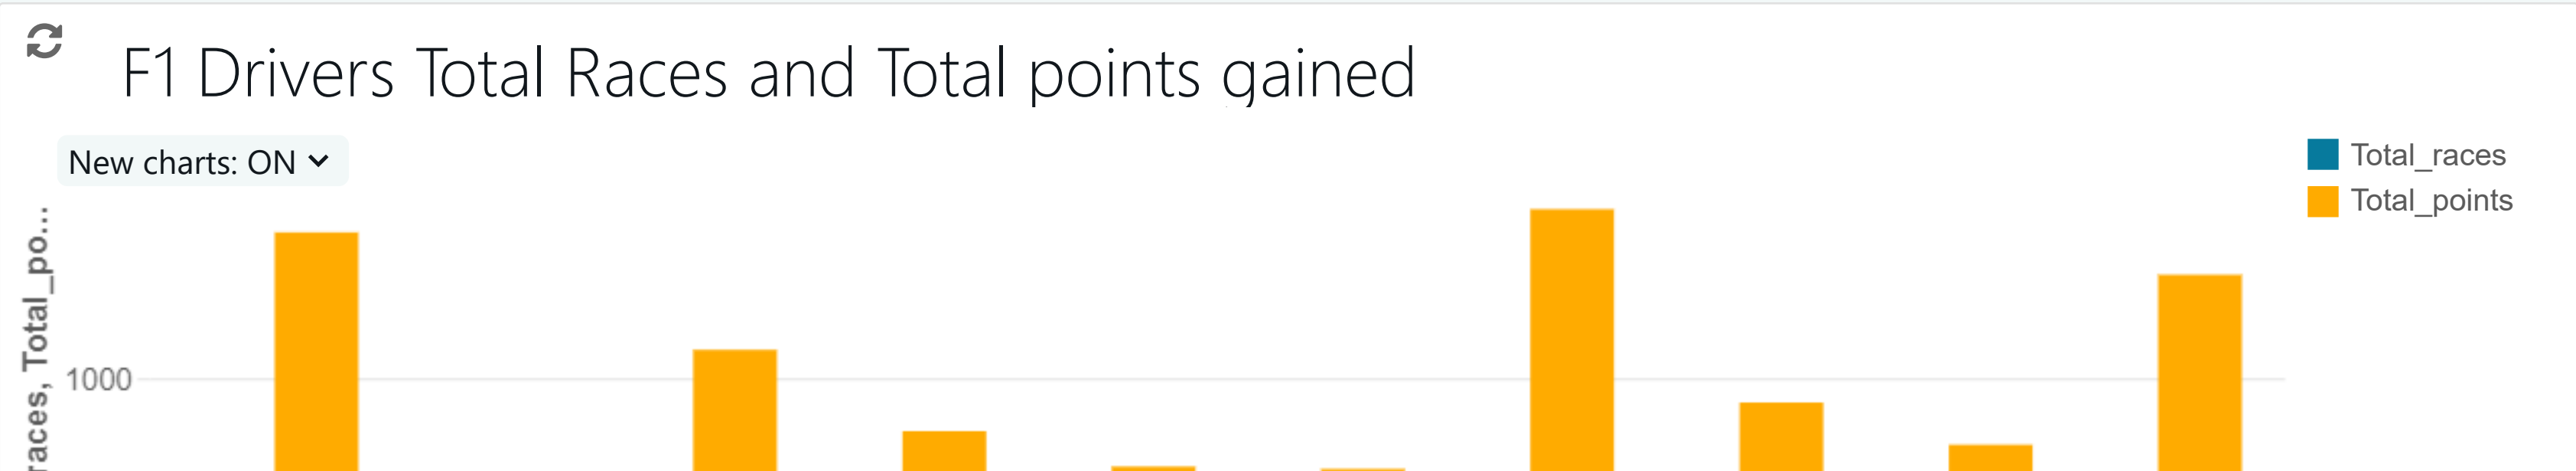 F1 Drivers Total Races and Total points gained
New charts: ON
Total_races
Total_points
races, Total_po...
1000